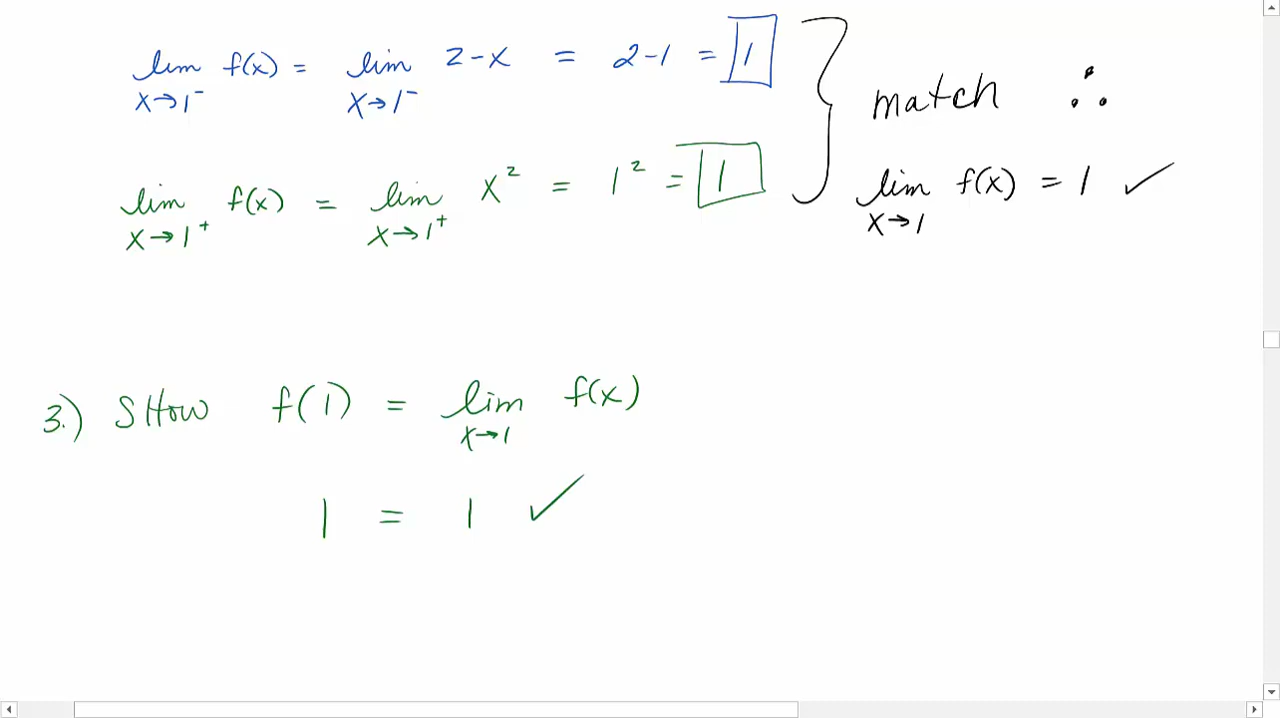 lim f(x) = lim 2-x = 2-1 = 1
x→1⁻ x→1⁻
match ∴
lim f(x) = lim x² = 1² = 1
x→1⁺ x→1⁺
lim f(x) = 1 ✓
x→1
3.) SHOW f(1) = lim f(x)
x→1
1 = 1 ✓